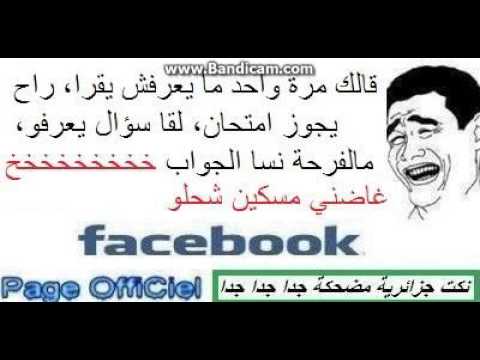 www.Bandicam.com
قالك مرة واحد ما يعرفش يقرا، راح
يجوز امتحان، لقا سؤال يعرفو،
مالفرحة نسا الجواب خخخخخخخخخ
غاضني مسكين شحلو
facebook
Page OffiCiel
نكت جزائرية مضحكة جدا جدا جدا